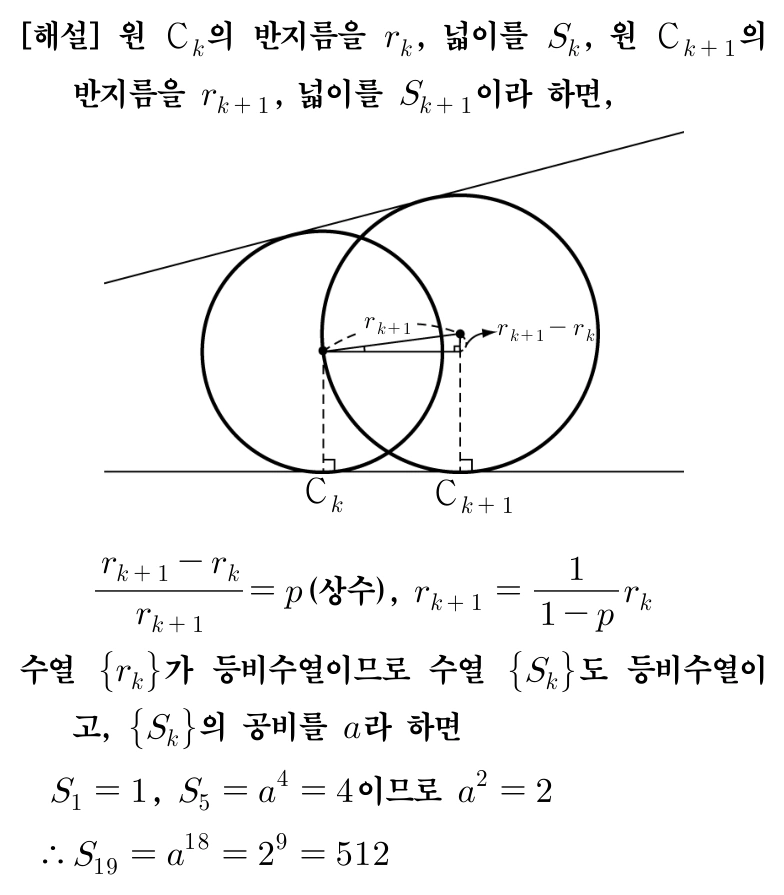 [해설] 원 C_k의 반지름을 r_k, 넓이를 S_k, 원 C_{k+1}의
반지름을 r_{k+1}, 넓이를 S_{k+1}이라 하면,
r_{k+1}
r_{k+1} - r_k
C_k
C_{k+1}
\frac{r_{k+1} - r_k}{r_{k+1}} = p(상수), r_{k+1} = \frac{1}{1-p} r_k
수열 {r_k}가 등비수열이므로 수열 {S_k}도 등비수열이
고, {S_k}의 공비를 a라 하면
S_1 = 1, S_5 = a^4 = 4이므로 a^2 = 2
∴ S_{19} = a^{18} = 2^9 = 512